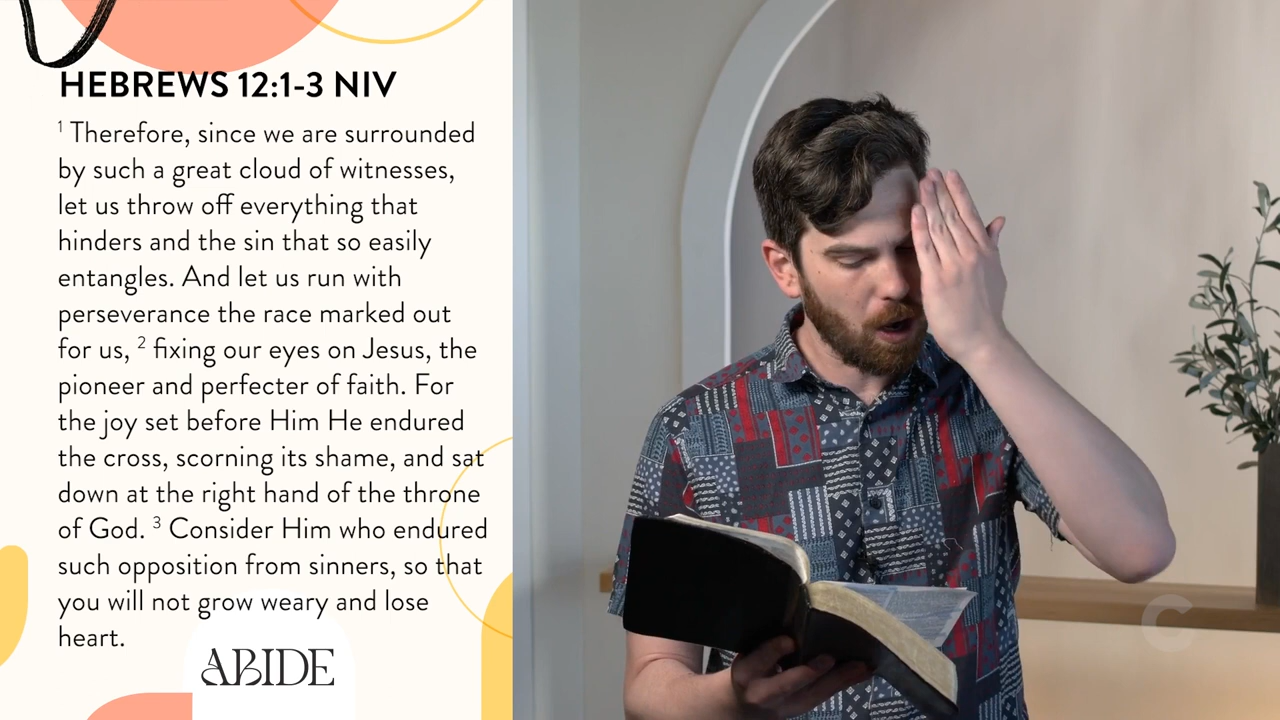 HEBREWS 12:1-3 NIV
1 Therefore, since we are surrounded
by such a great cloud of witnesses,
let us throw off everything that
hinders and the sin that so easily
entangles. And let us run with
perseverance the race marked out
for us, 2 fixing our eyes on Jesus, the
pioneer and perfecter of faith. For
the joy set before Him He endured
the cross, scorning its shame, and sat
down at the right hand of the throne
of God. 3 Consider Him who endured
such opposition from sinners, so that
you will not grow weary and lose
heart.
ABIDE
C